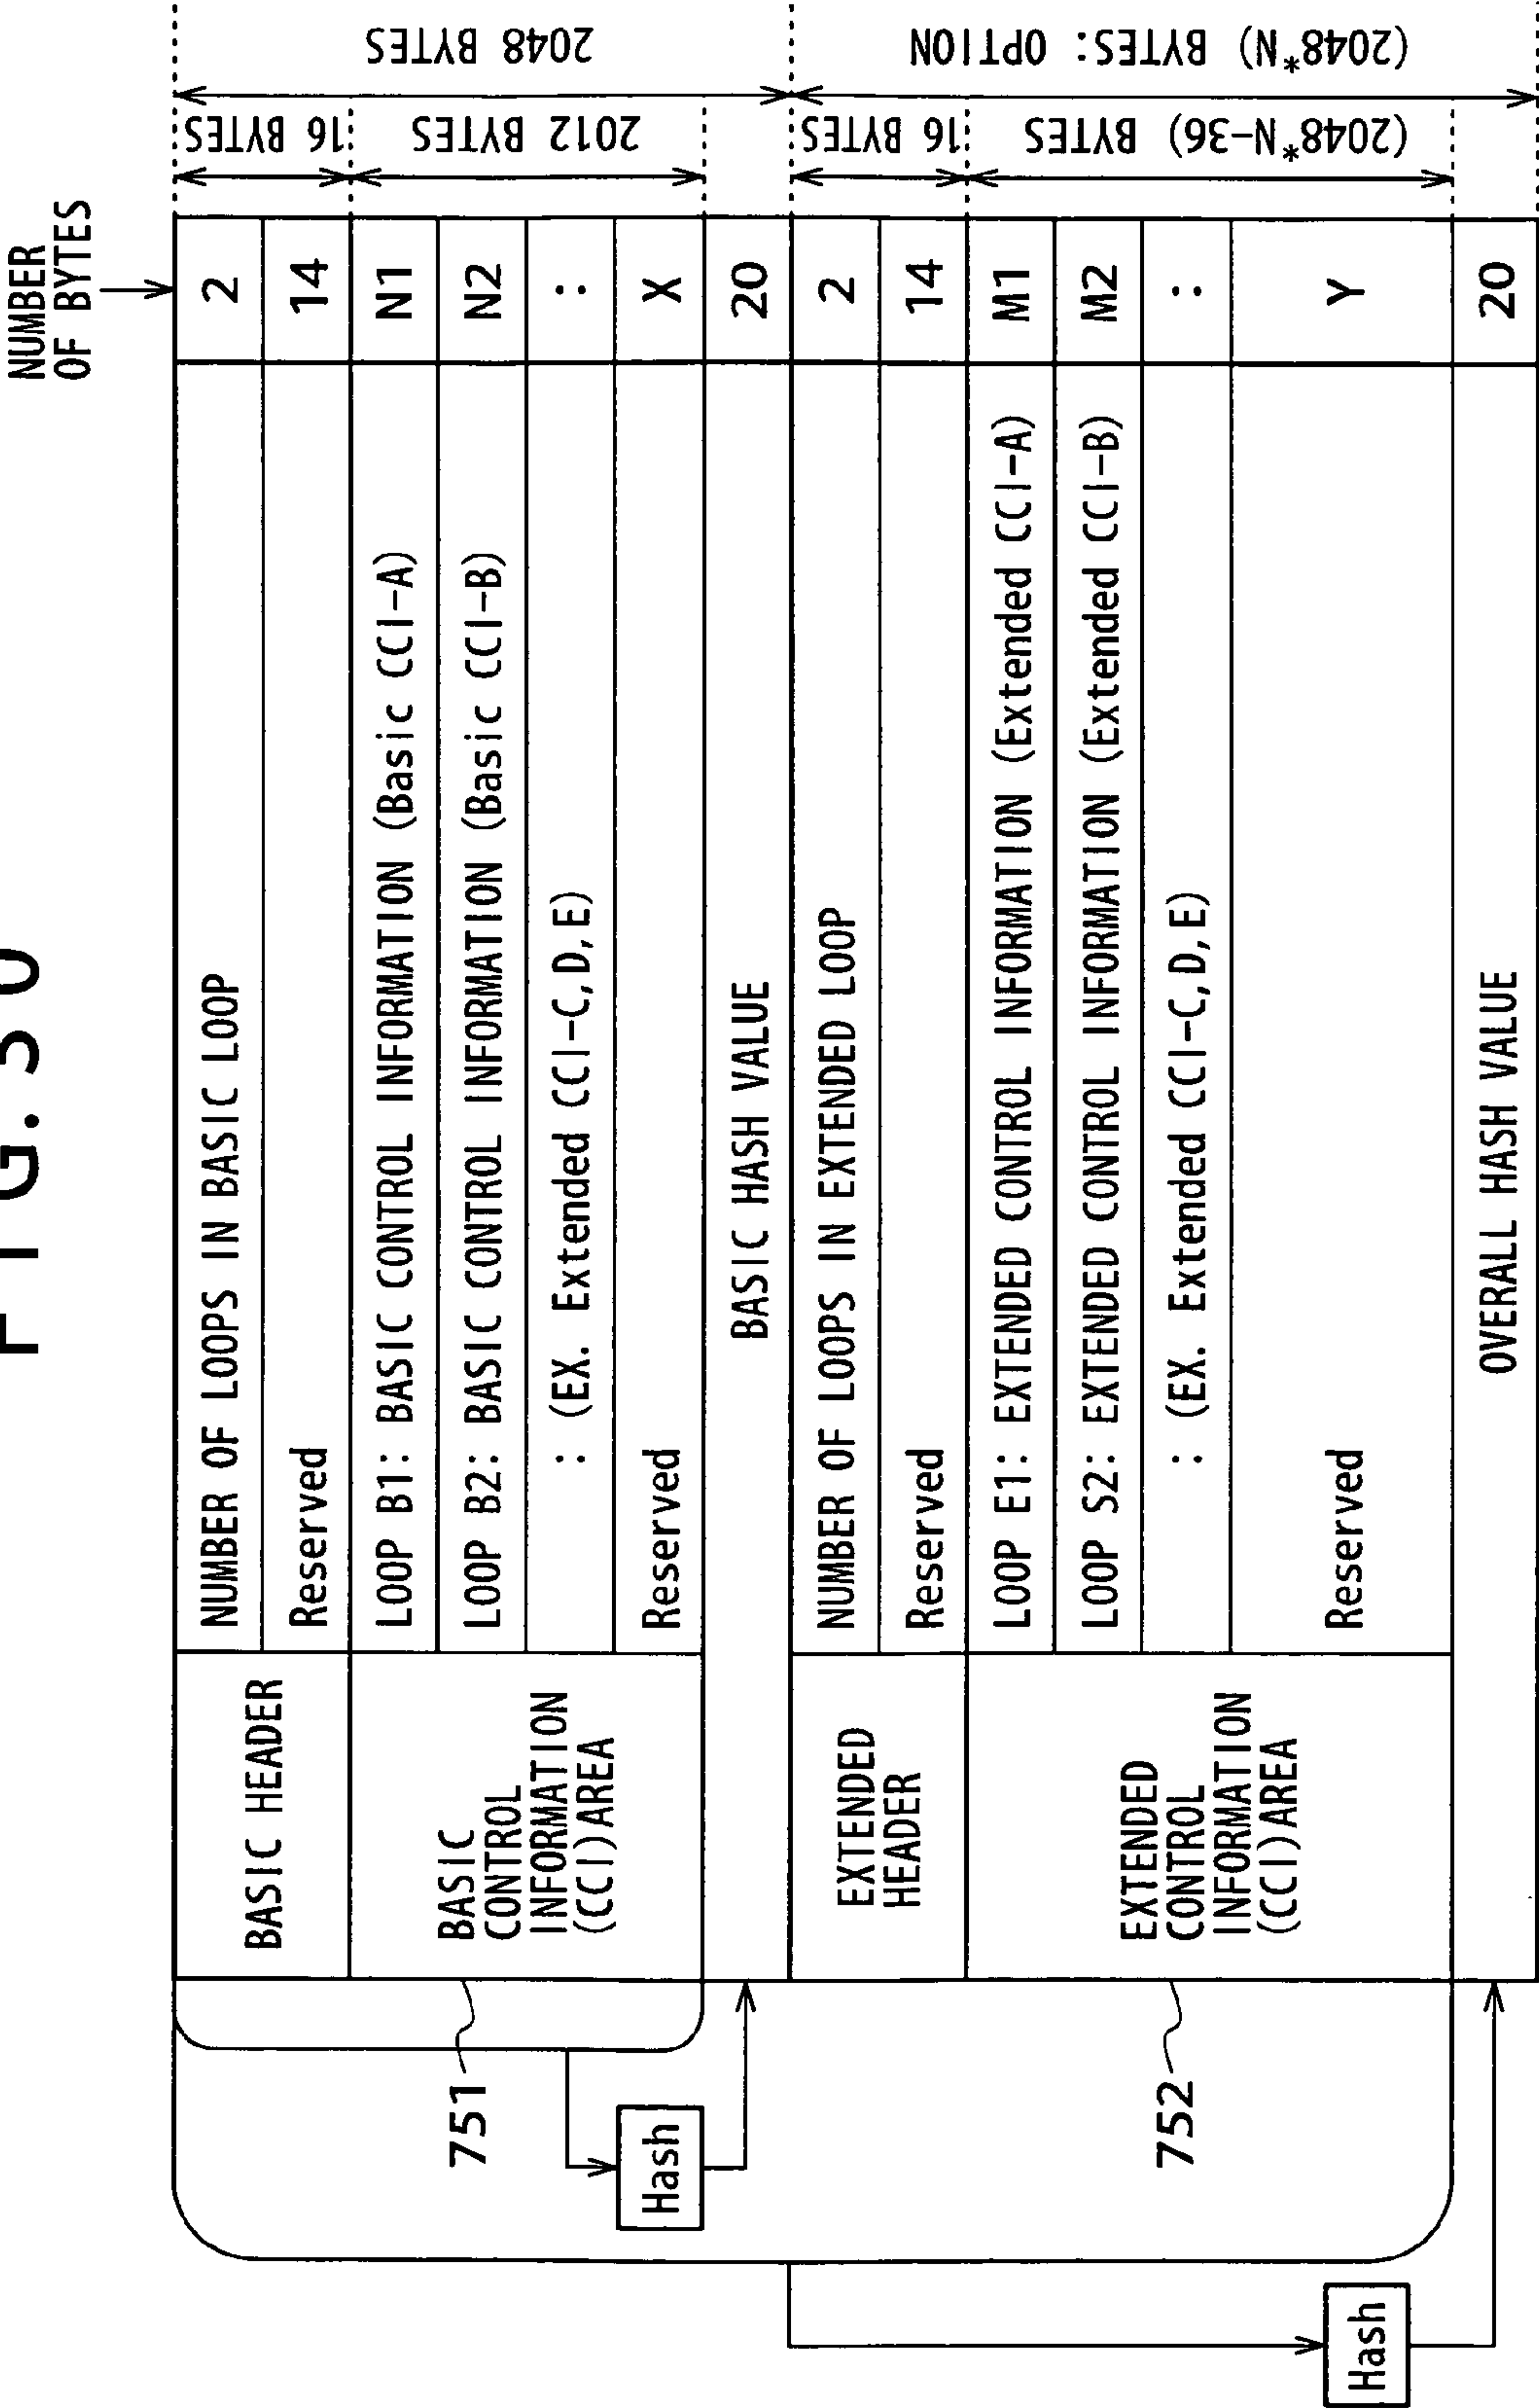 FIG. 30
NUMBER
OF BYTES
BASIC HEADER
NUMBER OF LOOPS IN BASIC LOOP
2
Reserved
14
16 BYTES
2048 BYTES
BASIC
CONTROL
INFORMATION
(CCI)AREA
LOOP B1: BASIC CONTROL INFORMATION (Basic CCI-A)
N1
LOOP B2: BASIC CONTROL INFORMATION (Basic CCI-B)
N2
: (EX. Extended CCI-C,D,E)
:
Reserved
X
2012 BYTES
751
Hash
BASIC HASH VALUE
20
EXTENDED
HEADER
NUMBER OF LOOPS IN EXTENDED LOOP
2
Reserved
14
16 BYTES
(2048*N) BYTES: OPTION
EXTENDED
CONTROL
INFORMATION
(CCI)AREA
LOOP E1: EXTENDED CONTROL INFORMATION (Extended CCI-A)
M1
LOOP S2: EXTENDED CONTROL INFORMATION (Extended CCI-B)
M2
: (EX. Extended CCI-C,D,E)
:
Reserved
Y
(2048*N-36) BYTES
752
Hash
OVERALL HASH VALUE
20